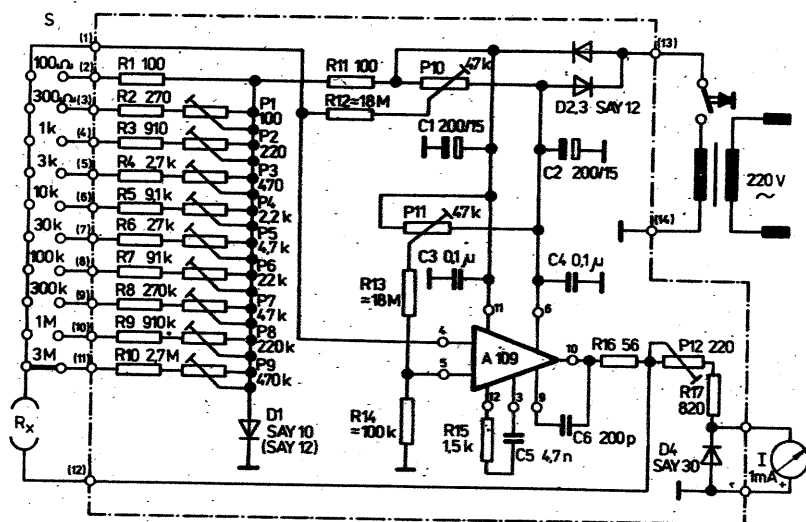 S
(1)
100Ω
(2)
R1 100
R11 100
P10
47k
(13)
300Ω
(3)
R2 270
P1
100
R12≈18M
D2,3 SAY 12
1k
(4)
R3 910
P2
220
C1 200/15
3k
(5)
R4 2,7k
P3
470
C2 200/15
220 V
~
10k
(6)
R5 9,1k
P4
2,2k
P11
47k
(14)
30k
(7)
R6 27k
P5
4,7k
100k
(8)
R7 91k
P6
22k
C3 0,1µ
C4 0,1µ
300k
(9)
R8 270k
P7
47k
R13
≈18M
11
6
1M
(10)
R9 910k
P8
220k
4
A 109
10
R16 56
P12 220
3M
(11)
R10 2,7M
P9
470k
5
12
3
9
R17
820
Rx
D1
SAY 10
(SAY 12)
R14
≈100k
R15
1,5k
C6 200p
C5 4,7n
D4
SAY 30
I
1mA
+
(12)